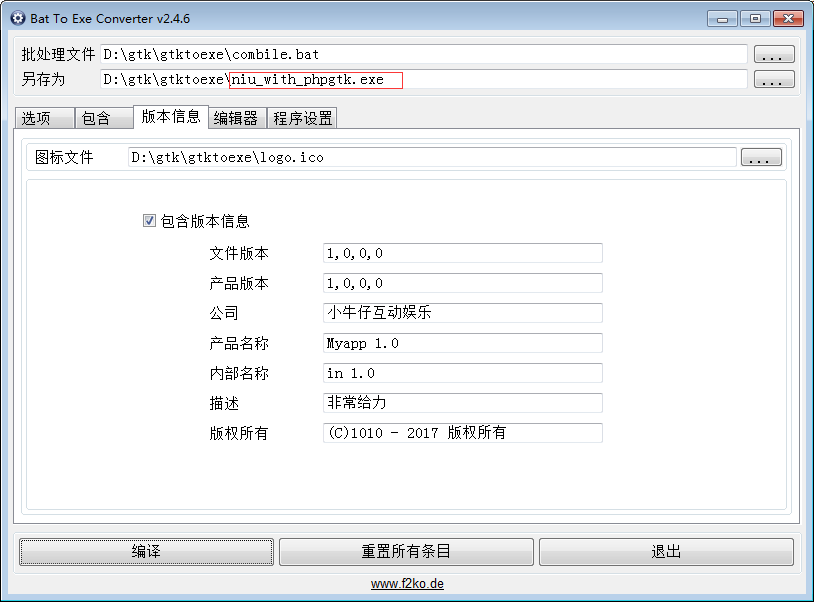 Bat To Exe Converter v2.4.6
批处理文件 D:\gtk\gtktoexe\combile.bat ...
另存为 D:\gtk\gtktoexe\niu_with_phpgtk.exe ...
选项 包含 版本信息 编辑器 程序设置
图标文件 D:\gtk\gtktoexe\logo.ico ...
包含版本信息
文件版本 1,0,0,0
产品版本 1,0,0,0
公司 小牛仔互动娱乐
产品名称 Myapp 1.0
内部名称 in 1.0
描述 非常给力
版权所有 (C)1010 - 2017 版权所有
编译 重置所有条目 退出
www.f2ko.de